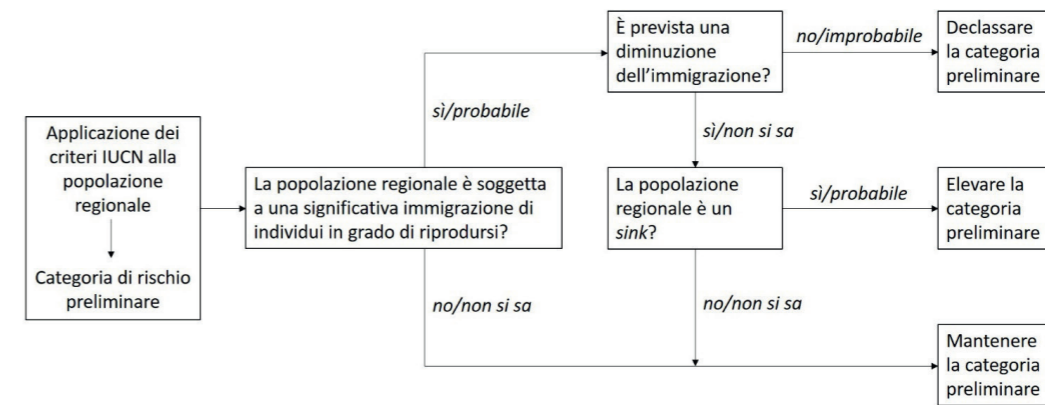 Applicazione dei
criteri IUCN alla
popolazione
regionale
Categoria di rischio
preliminare
La popolazione regionale è soggetta
a una significativa immigrazione di
individui in grado di riprodursi?
sì/probabile
no/non si sa
È prevista una
diminuzione
dell'immigrazione?
no/improbabile
Declassare
la categoria
preliminare
sì/non si sa
La popolazione
regionale è un
sink?
sì/probabile
Elevare la
categoria
preliminare
no/non si sa
Mantenere
la categoria
preliminare